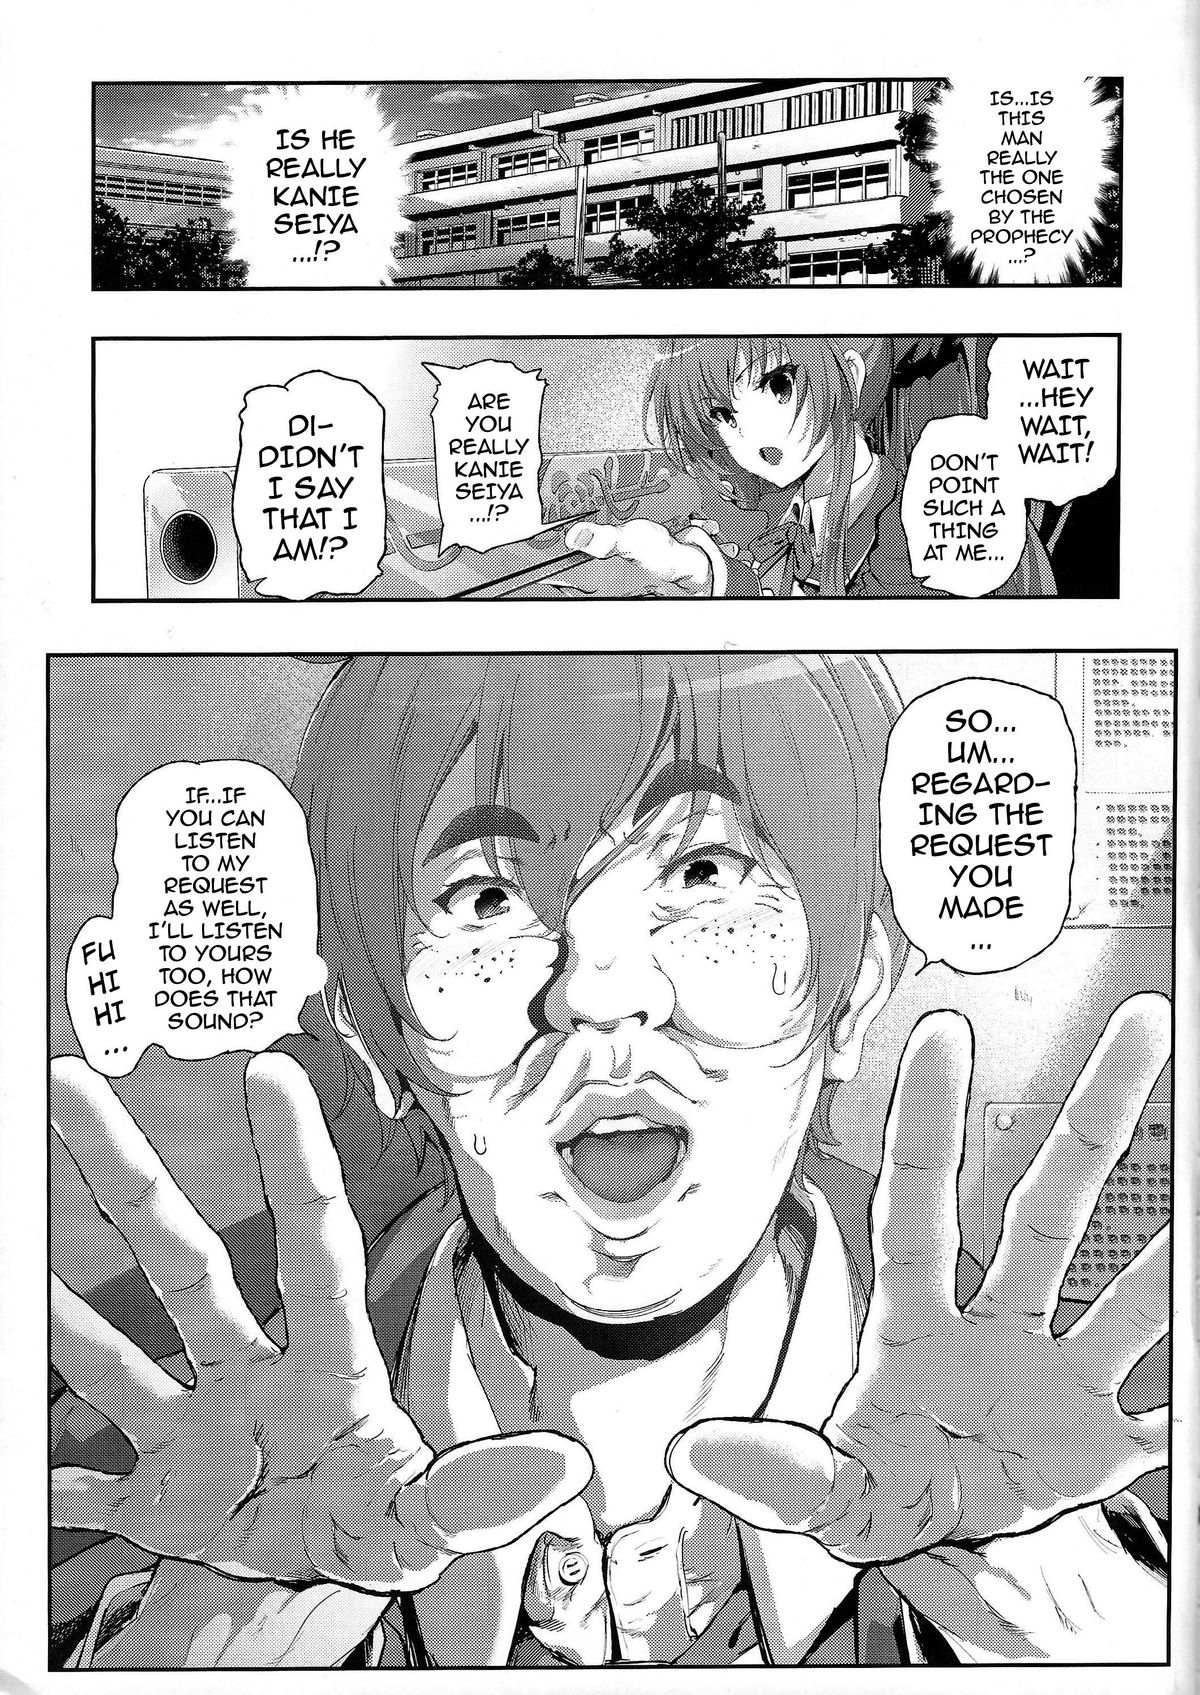 IS...IS
THIS
MAN
REALLY
THE ONE
CHOSEN
BY THE
PROPHECY
...?
IS HE
REALLY
KANIE
SEIYA
...!?
WAIT
...HEY
WAIT,
WAIT!
DON'T
POINT
SUCH A
THING
AT ME...
ARE
YOU
REALLY
KANIE
SEIYA
...!?
DI-
DIDN'T
I SAY
THAT I
AM!?
SO...
UM...
REGARD-
ING THE
REQUEST
YOU
MADE
...
IF...IF
YOU CAN
LISTEN
TO MY
REQUEST
AS WELL,
I'LL LISTEN
TO YOURS
TOO, HOW
DOES THAT
SOUND?
FU
HI
HI
...